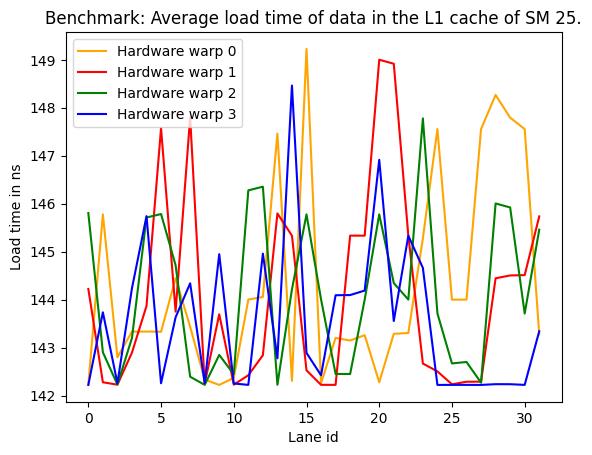 Benchmark: Average load time of data in the L1 cache of SM 25.
Hardware warp 0
Hardware warp 1
Hardware warp 2
Hardware warp 3
Load time in ns
149
148
147
146
145
144
143
142
0 5 10 15 20 25 30
Lane id